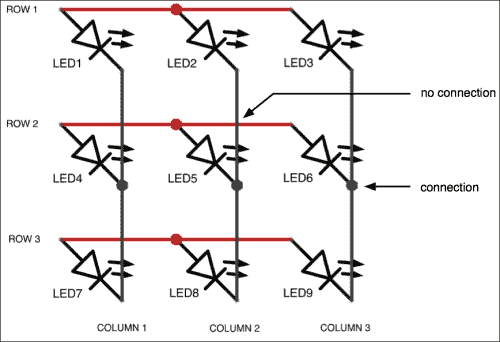 ROW 1
LED1 LED2 LED3
no connection
ROW 2
LED4 LED5 LED6
connection
ROW 3
LED7 LED8 LED9
COLUMN 1 COLUMN 2 COLUMN 3